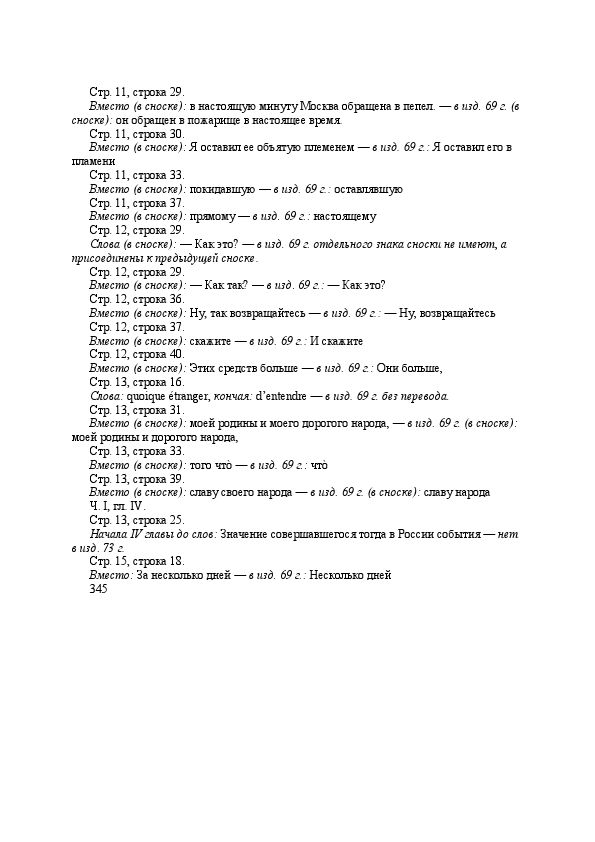 Стр. 11, строка 29.
Вместо (в сноске): в настоящую минуту Москва обращена в пепел. — в изд. 69 г. (в
сноске): он обращен в пожарище в настоящее время.
Стр. 11, строка 30.
Вместо (в сноске): Я оставил ее объятую племенем — в изд. 69 г.: Я оставил его в
пламени
Стр. 11, строка 33.
Вместо (в сноске): покидавшую — в изд. 69 г.: оставлявшую
Стр. 11, строка 37.
Вместо (в сноске): прямому — в изд. 69 г.: настоящему
Стр. 12, строка 29.
Слова (в сноске): — Как это? — в изд. 69 г. отдельного знака сноски не имеют, а
присоединены к предыдущей сноске.
Стр. 12, строка 29.
Вместо (в сноске): — Как так? — в изд. 69 г.: — Как это?
Стр. 12, строка 36.
Вместо (в сноске): Ну, так возвращайтесь — в изд. 69 г.: — Ну, возвращайтесь
Стр. 12, строка 37.
Вместо (в сноске): скажите — в изд. 69 г.: И скажите
Стр. 12, строка 40.
Вместо (в сноске): Этих средств больше — в изд. 69 г.: Они больше,
Стр. 13, строка 16.
Слова: quoique étranger, кончая: d’entendre — в изд. 69 г. без перевода.
Стр. 13, строка 31.
Вместо (в сноске): моей родины и моего дорогого народа, — в изд. 69 г. (в сноске):
моей родины и дорогого народа,
Стр. 13, строка 33.
Вместо (в сноске): того что̀ — в изд. 69 г.: что̀
Стр. 13, строка 39.
Вместо (в сноске): славу своего народа — в изд. 69 г. (в сноске): славу народа
Ч. I, гл. IV.
Стр. 13, строка 25.
Начала IV главы до слов: Значение совершавшегося тогда в России события — нет
в изд. 73 г.
Стр. 15, строка 18.
Вместо: За несколько дней — в изд. 69 г.: Несколько дней
345